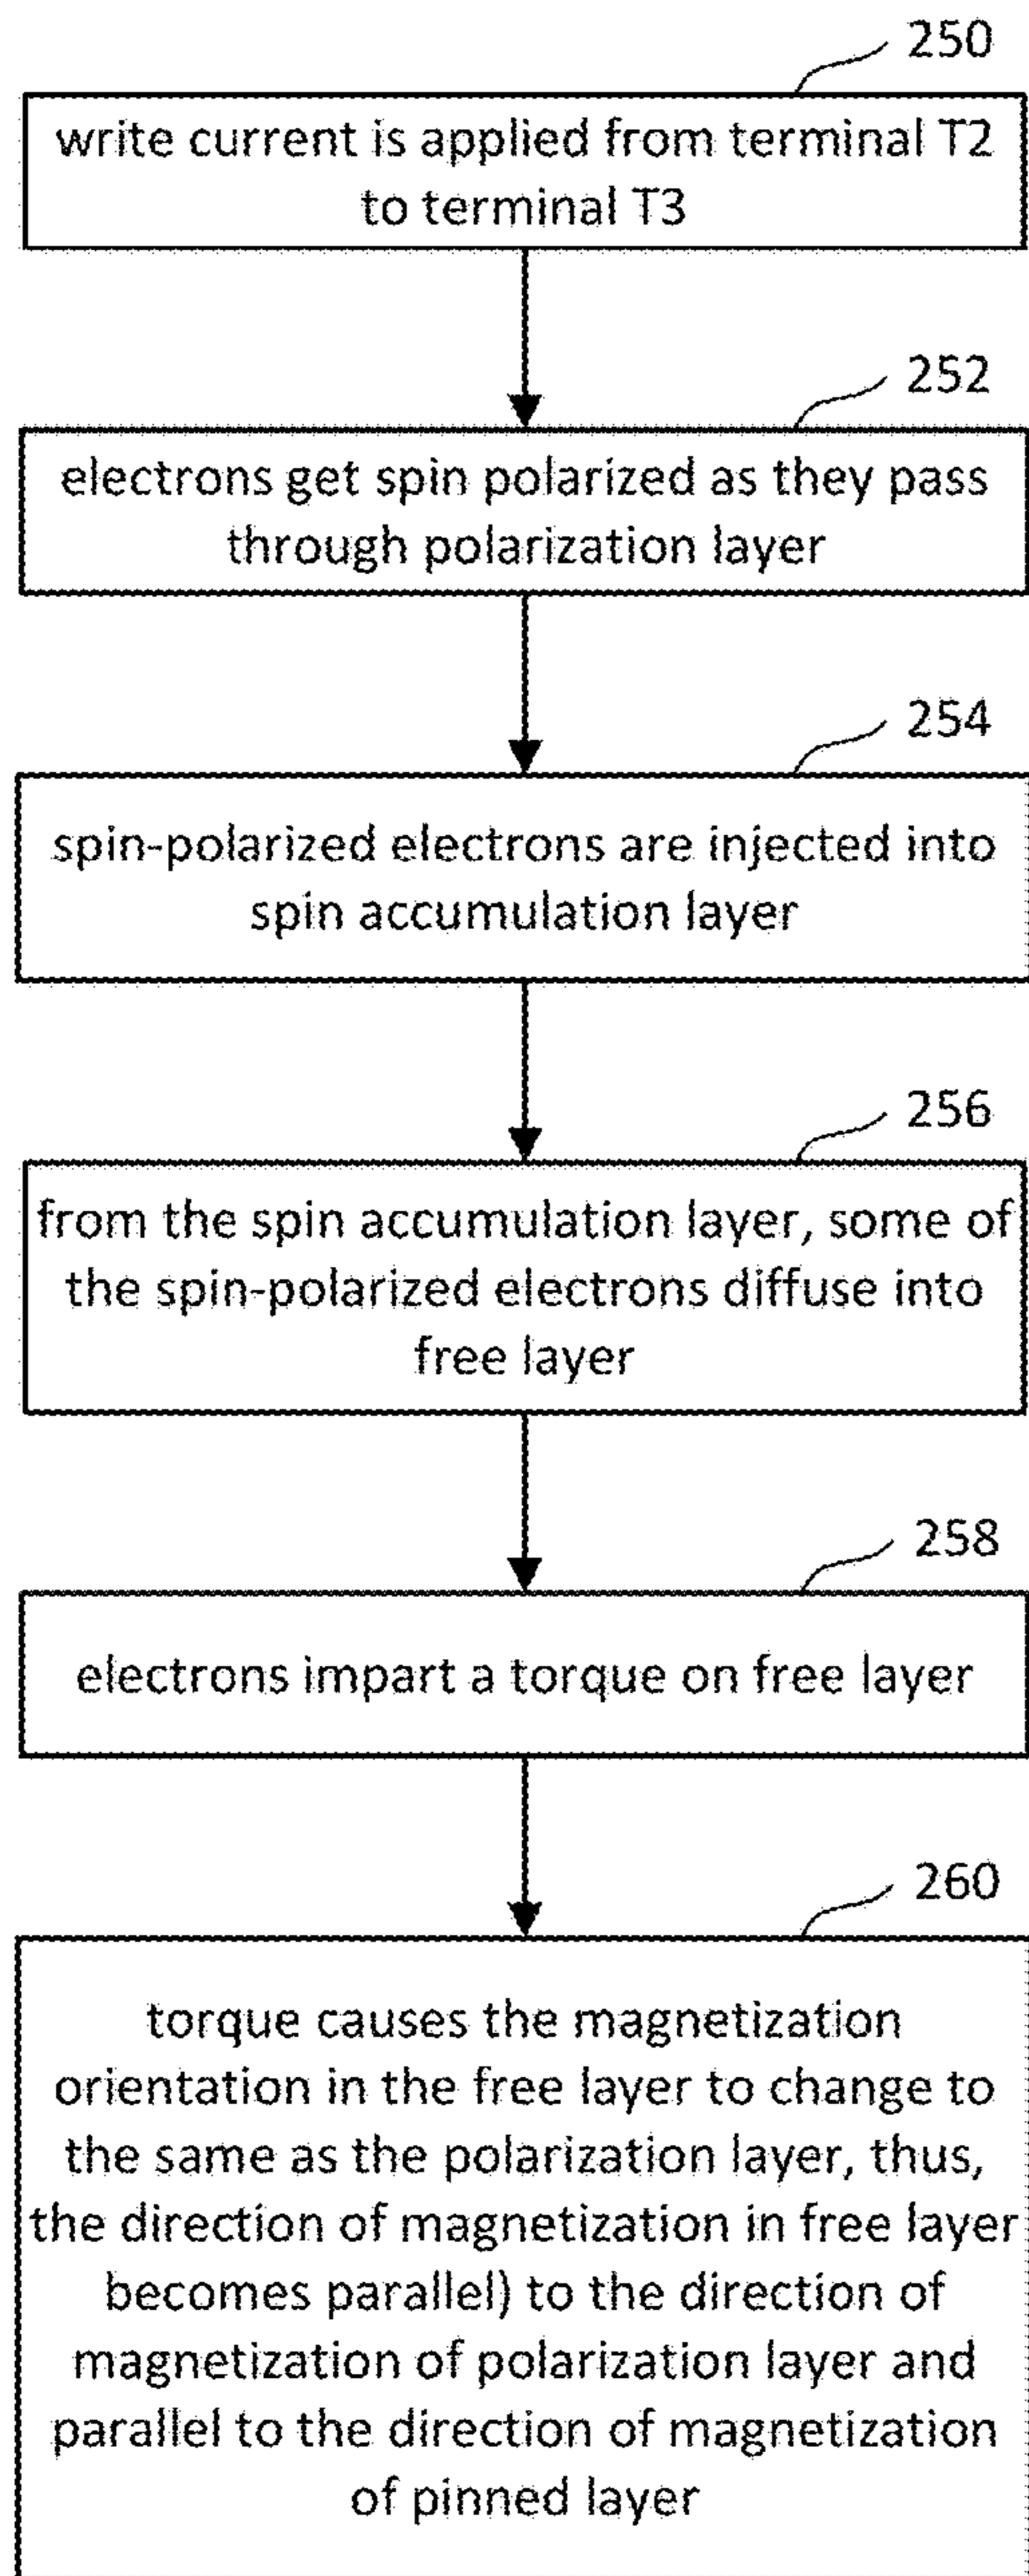 250
write current is applied from terminal T2
to terminal T3
252
electrons get spin polarized as they pass
through polarization layer
254
spin-polarized electrons are injected into
spin accumulation layer
256
from the spin accumulation layer, some of
the spin-polarized electrons diffuse into
free layer
258
electrons impart a torque on free layer
260
torque causes the magnetization
orientation in the free layer to change to
the same as the polarization layer, thus,
the direction of magnetization in free layer
becomes parallel) to the direction of
magnetization of polarization layer and
parallel to the direction of magnetization
of pinned layer